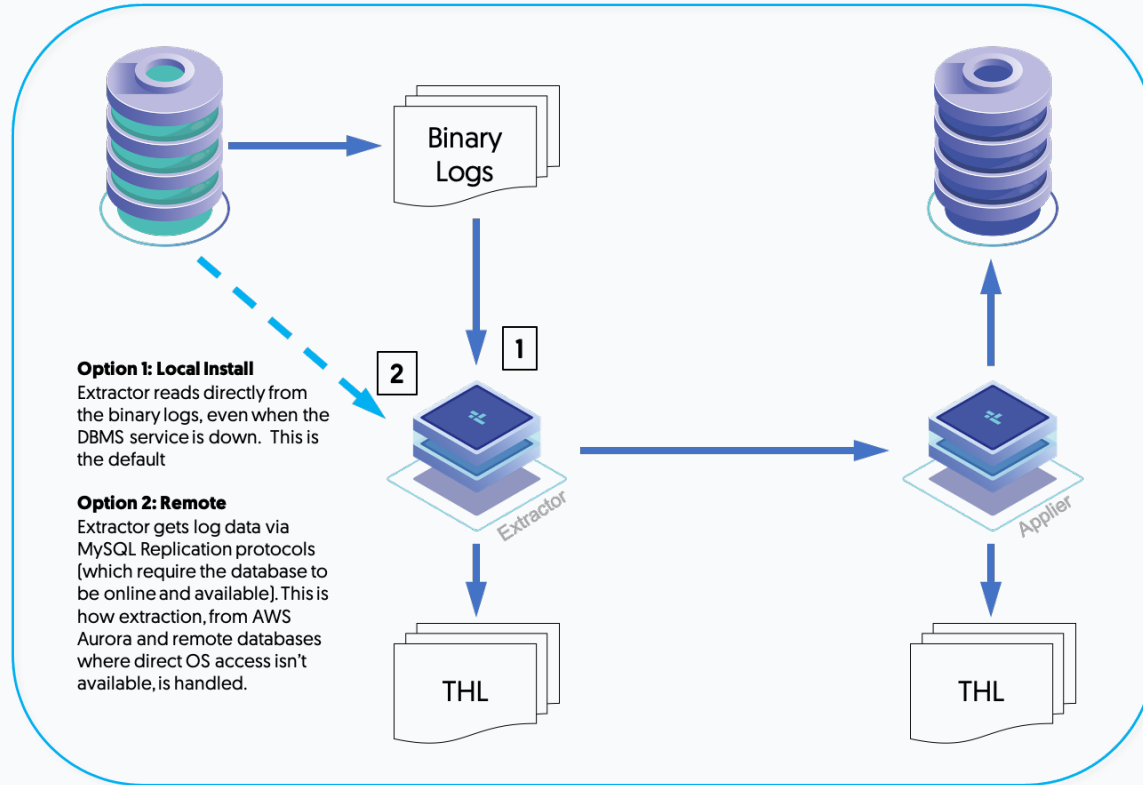 Binary
Logs
1
2
Option 1: Local Install
Extractor reads directly from
the binary logs, even when the
DBMS service is down. This is
the default
Option 2: Remote
Extractor gets log data via
MySQL Replication protocols
(which require the database to
be online and available). This is
how extraction, from AWS
Aurora and remote databases
where direct OS access isn't
available, is handled.
Extractor
Applier
THL
THL